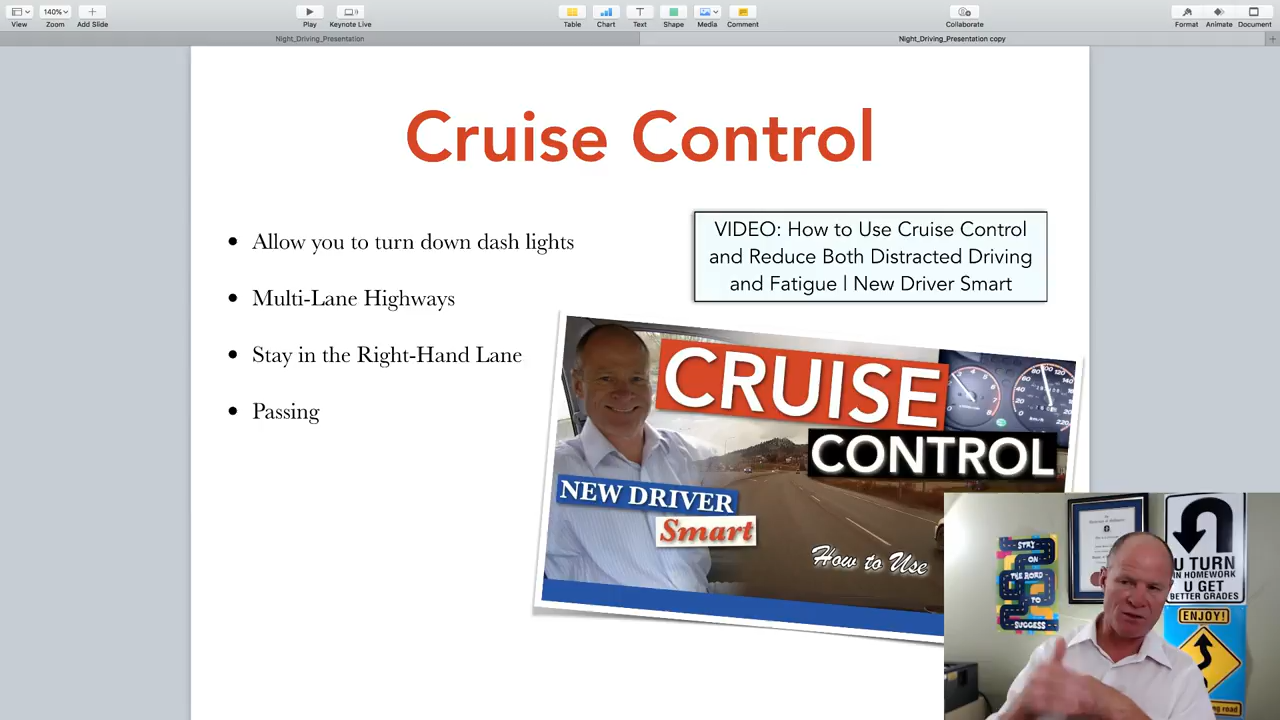 View
140%
Zoom
Add Slide
Play
Keynote Live
Table
Chart
Text
Shape
Media
Comment
Collaborate
Format
Animate
Document
Night_Driving_Presentation
Night_Driving_Presentation copy
Cruise Control
• Allow you to turn down dash lights
• Multi-Lane Highways
• Stay in the Right-Hand Lane
• Passing
VIDEO: How to Use Cruise Control
and Reduce Both Distracted Driving
and Fatigue | New Driver Smart
CRUISE
CONTROL
NEW DRIVER
Smart
How to Use
STAY
ON
THE ROAD
TO
SUCCESS
U TURN
IN HOMEWORK
U GET
BETTER GRADES
ENJOY!